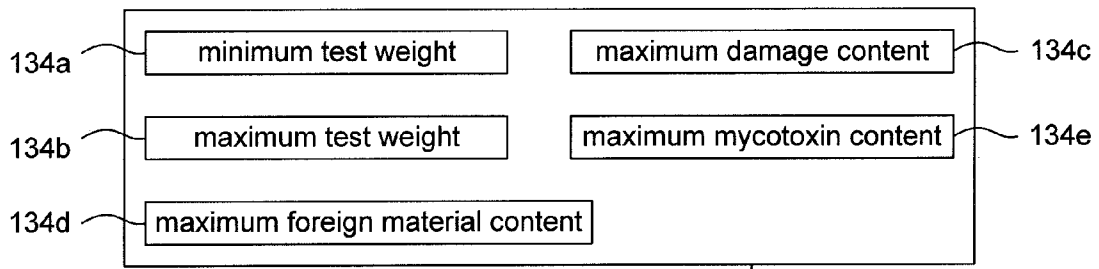 134a minimum test weight maximum damage content 134c
134b maximum test weight maximum mycotoxin content 134e
134d maximum foreign material content